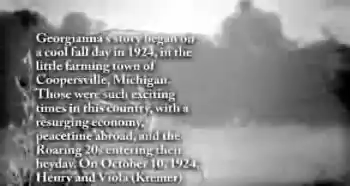 Georgianna's story began on
a cool fall day in 1924, in the
little farming town of
Coopersville, Michigan.
Those were such exciting
times in this country, with a
resurging economy,
peacetime abroad, and the
Roaring 20s entering their
heyday. On October 10, 1924,
Henry and Viola (Kremer)